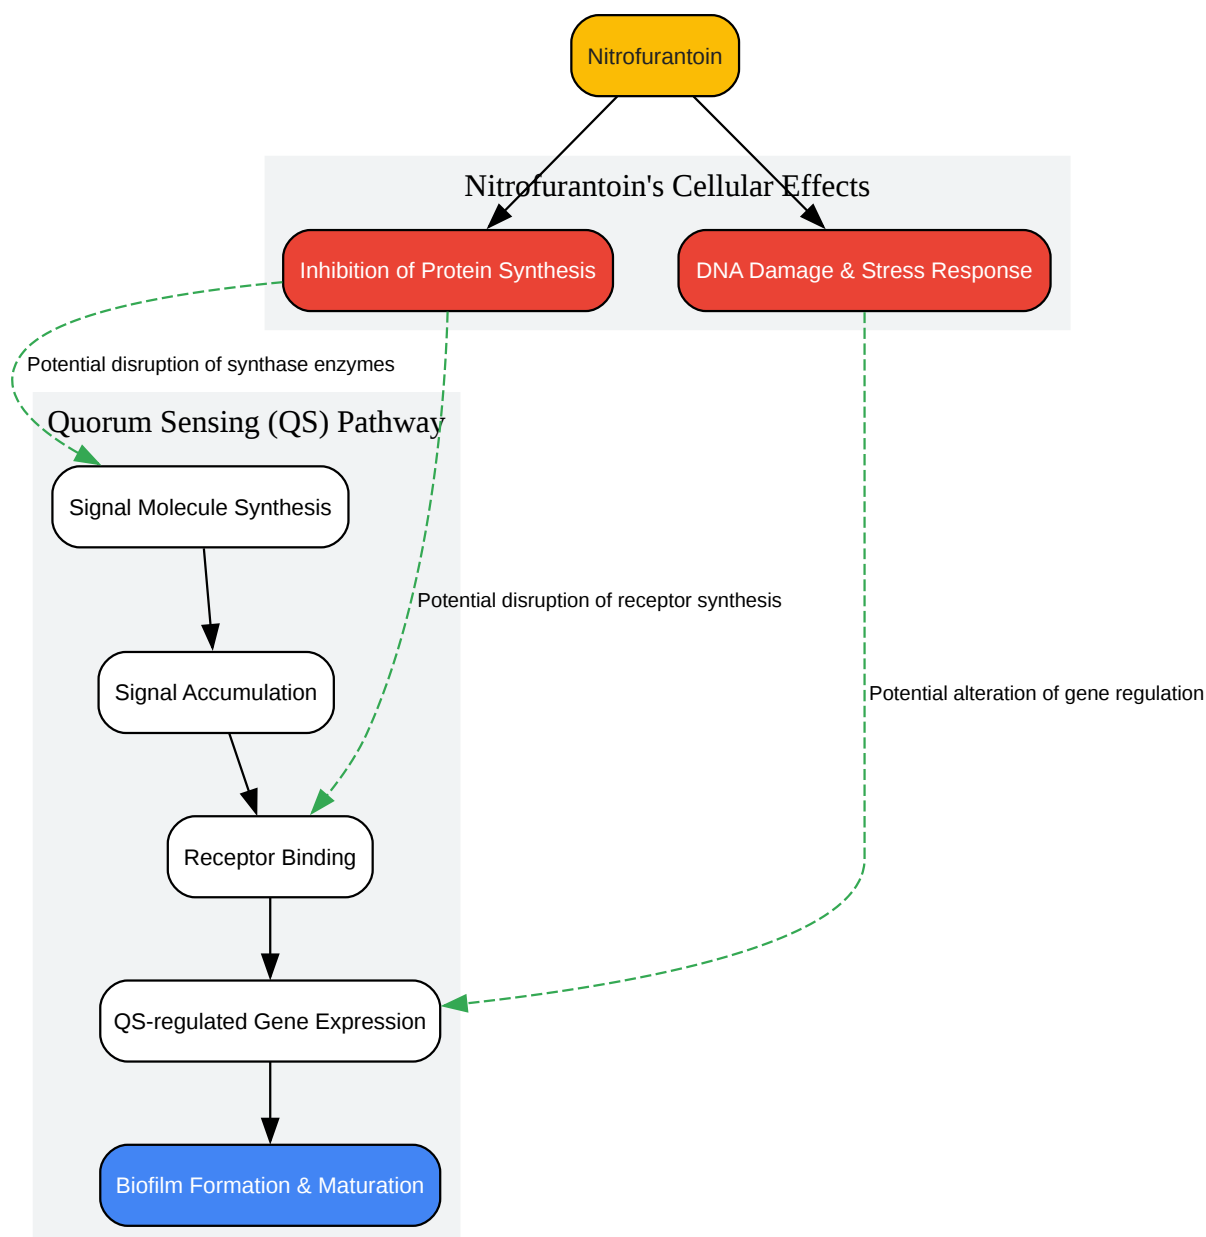 Nitrofurantoin
Nitrofurantoin's Cellular Effects
Inhibition of Protein Synthesis
DNA Damage & Stress Response
Potential disruption of synthase enzymes
Quorum Sensing (QS) Pathway
Signal Molecule Synthesis
Potential disruption of receptor synthesis
Signal Accumulation
Potential alteration of gene regulation
Receptor Binding
QS-regulated Gene Expression
Biofilm Formation & Maturation